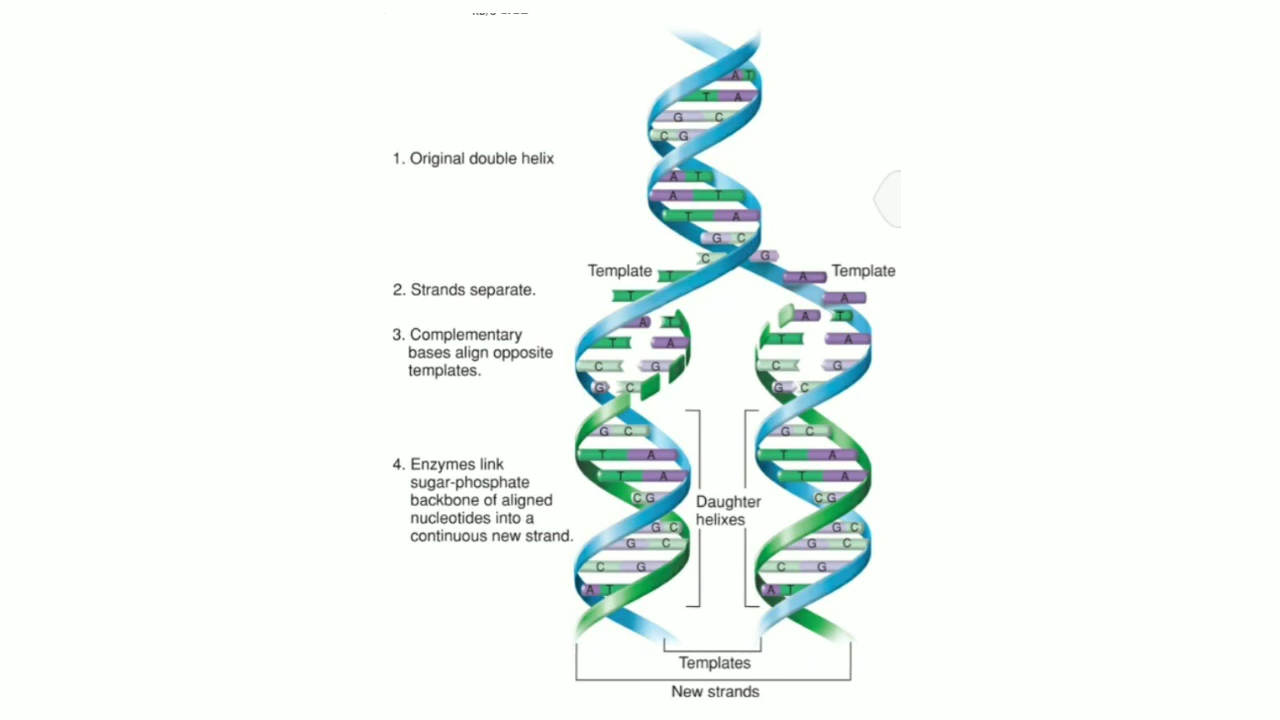 A T
T A
G C
C G
1. Original double helix
A T
A T
T A
G C
C G
Template T A Template
2. Strands separate.
T A
A T A T
3. Complementary
bases align opposite
templates.
T A T A
C G C G
G C G C
G C G C
T A T A
4. Enzymes link
sugar-phosphate
backbone of aligned
nucleotides into a
continuous new strand.
T A T A
C G C G
Daughter
helixes
G C G C
G C G C
C G C G
A T A T
Templates
New strands